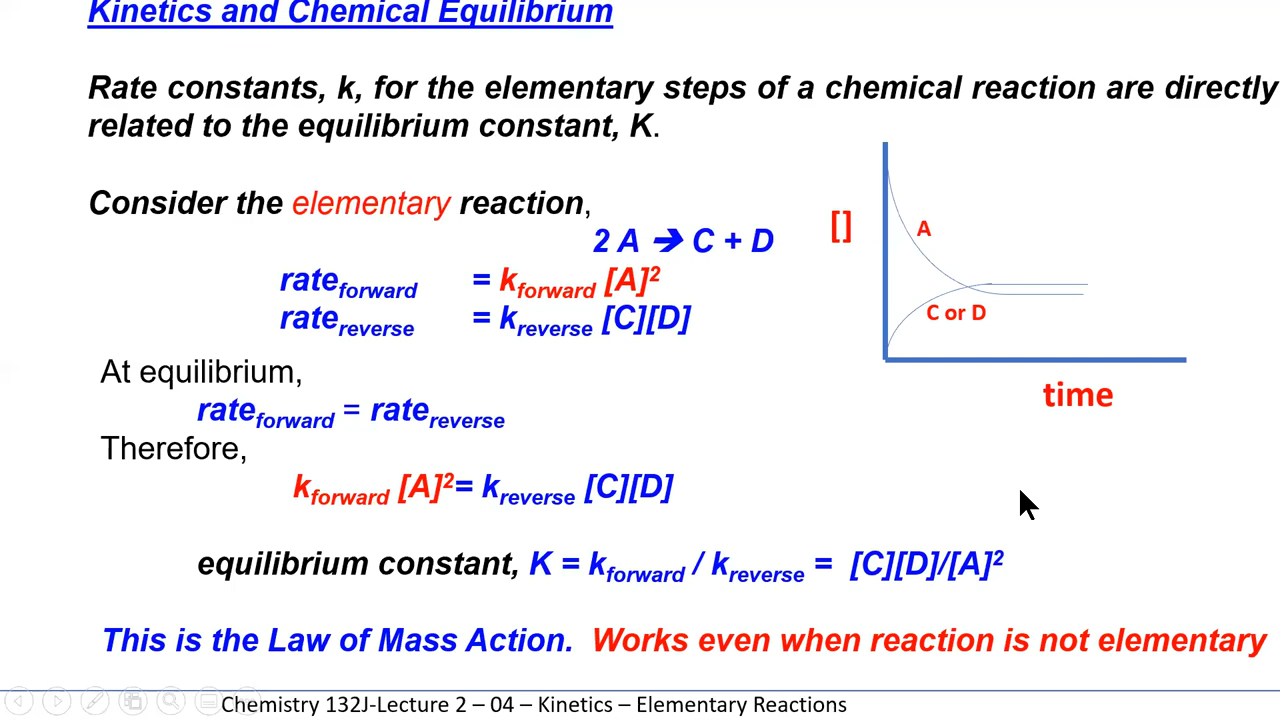 Kinetics and Chemical Equilibrium
Rate constants, k, for the elementary steps of a chemical reaction are directly
related to the equilibrium constant, K.
Consider the elementary reaction,
2 A ➔ C + D
rate_forward = k_forward [A]²
rate_reverse = k_reverse [C][D]
[]
A
C or D
time
At equilibrium,
rate_forward = rate_reverse
Therefore,
k_forward [A]²= k_reverse [C][D]
equilibrium constant, K = k_forward / k_reverse = [C][D]/[A]²
This is the Law of Mass Action. Works even when reaction is not elementary
Chemistry 132J-Lecture 2 – 04 – Kinetics – Elementary Reactions